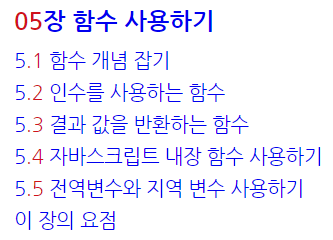 05장 함수 사용하기
5.1 함수 개념 잡기
5.2 인수를 사용하는 함수
5.3 결과 값을 반환하는 함수
5.4 자바스크립트 내장 함수 사용하기
5.5 전역변수와 지역 변수 사용하기
이 장의 요점